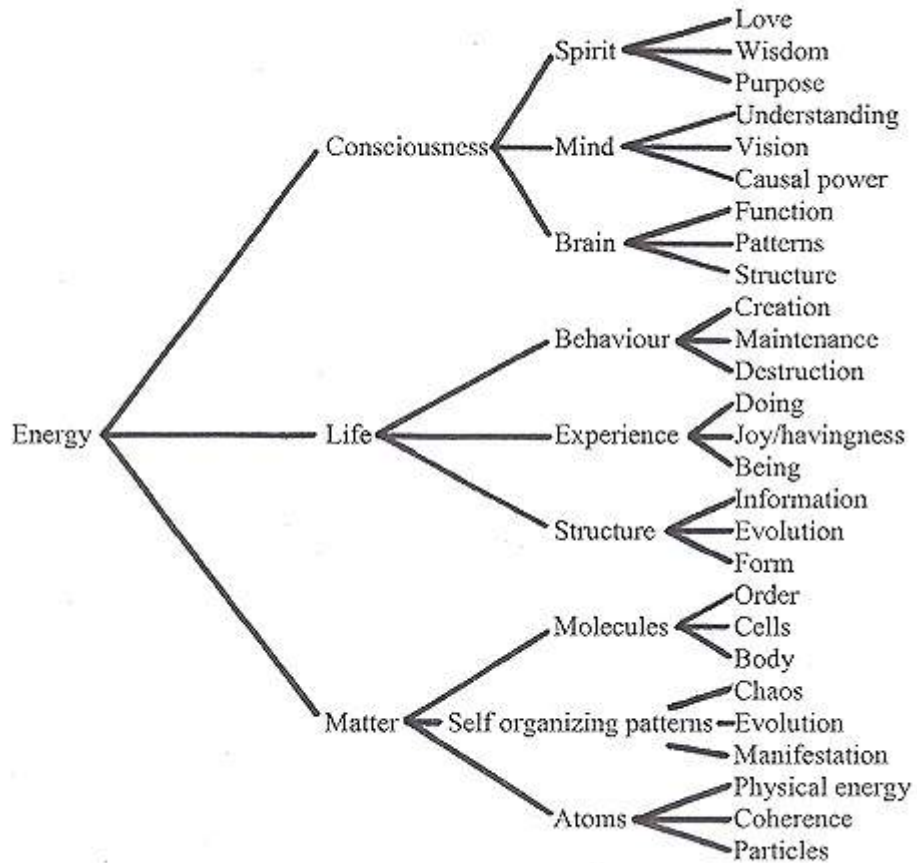 Love
Spirit
Wisdom
Purpose
Understanding
Consciousness
Mind
Vision
Causal power
Function
Brain
Patterns
Structure
Creation
Behaviour
Maintenance
Destruction
Doing
Energy
Life
Experience
Joy/havingness
Being
Information
Structure
Evolution
Form
Order
Molecules
Cells
Body
Chaos
Matter
Self organizing patterns
Evolution
Manifestation
Physical energy
Atoms
Coherence
Particles